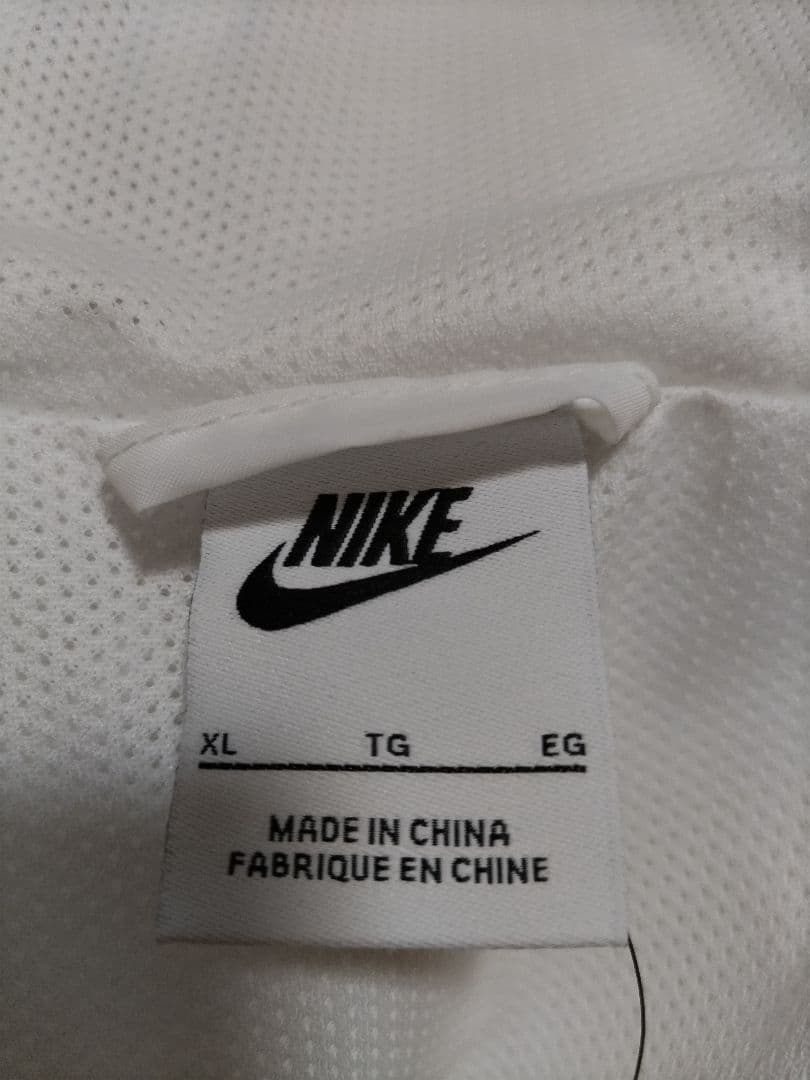 NIKE
XL TG EG
MADE IN CHINA
FABRIQUE EN CHINE